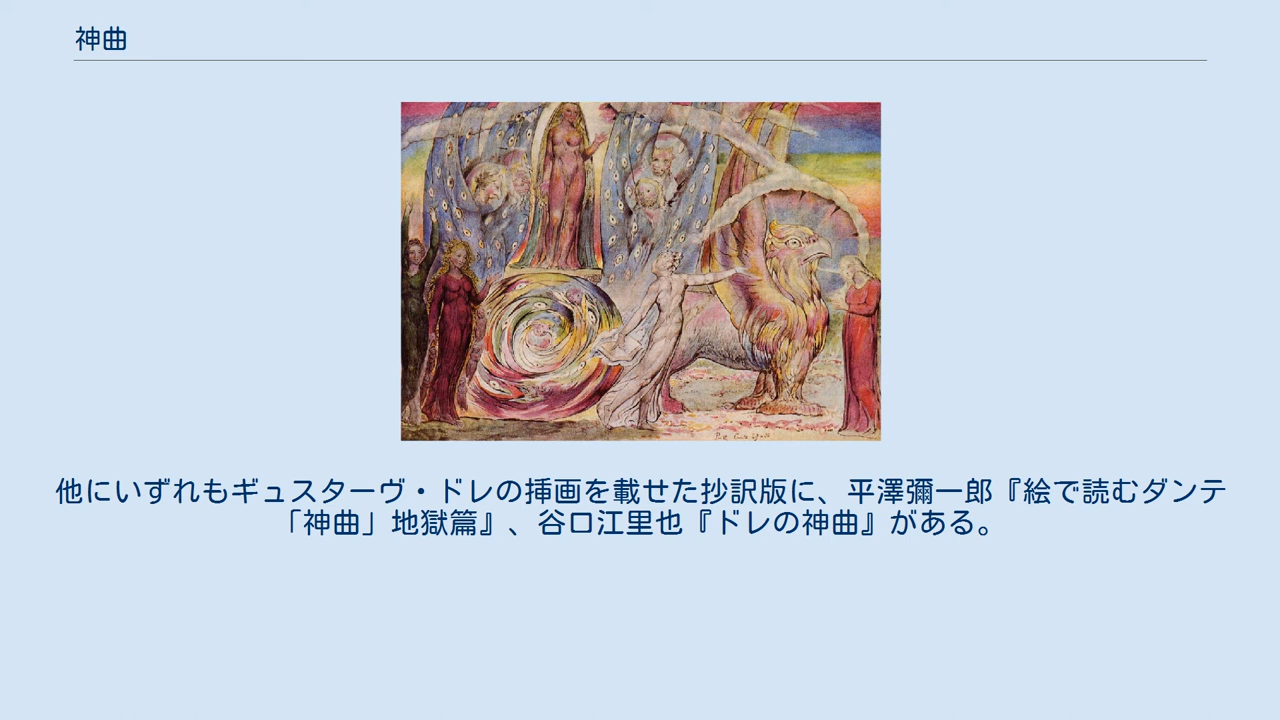 神曲
他にいずれもギュスターヴ・ドレの挿画を載せた抄訳版に、平澤彌一郎『絵で読むダンテ
「神曲」地獄篇』、谷口江里也『ドレの神曲』がある。